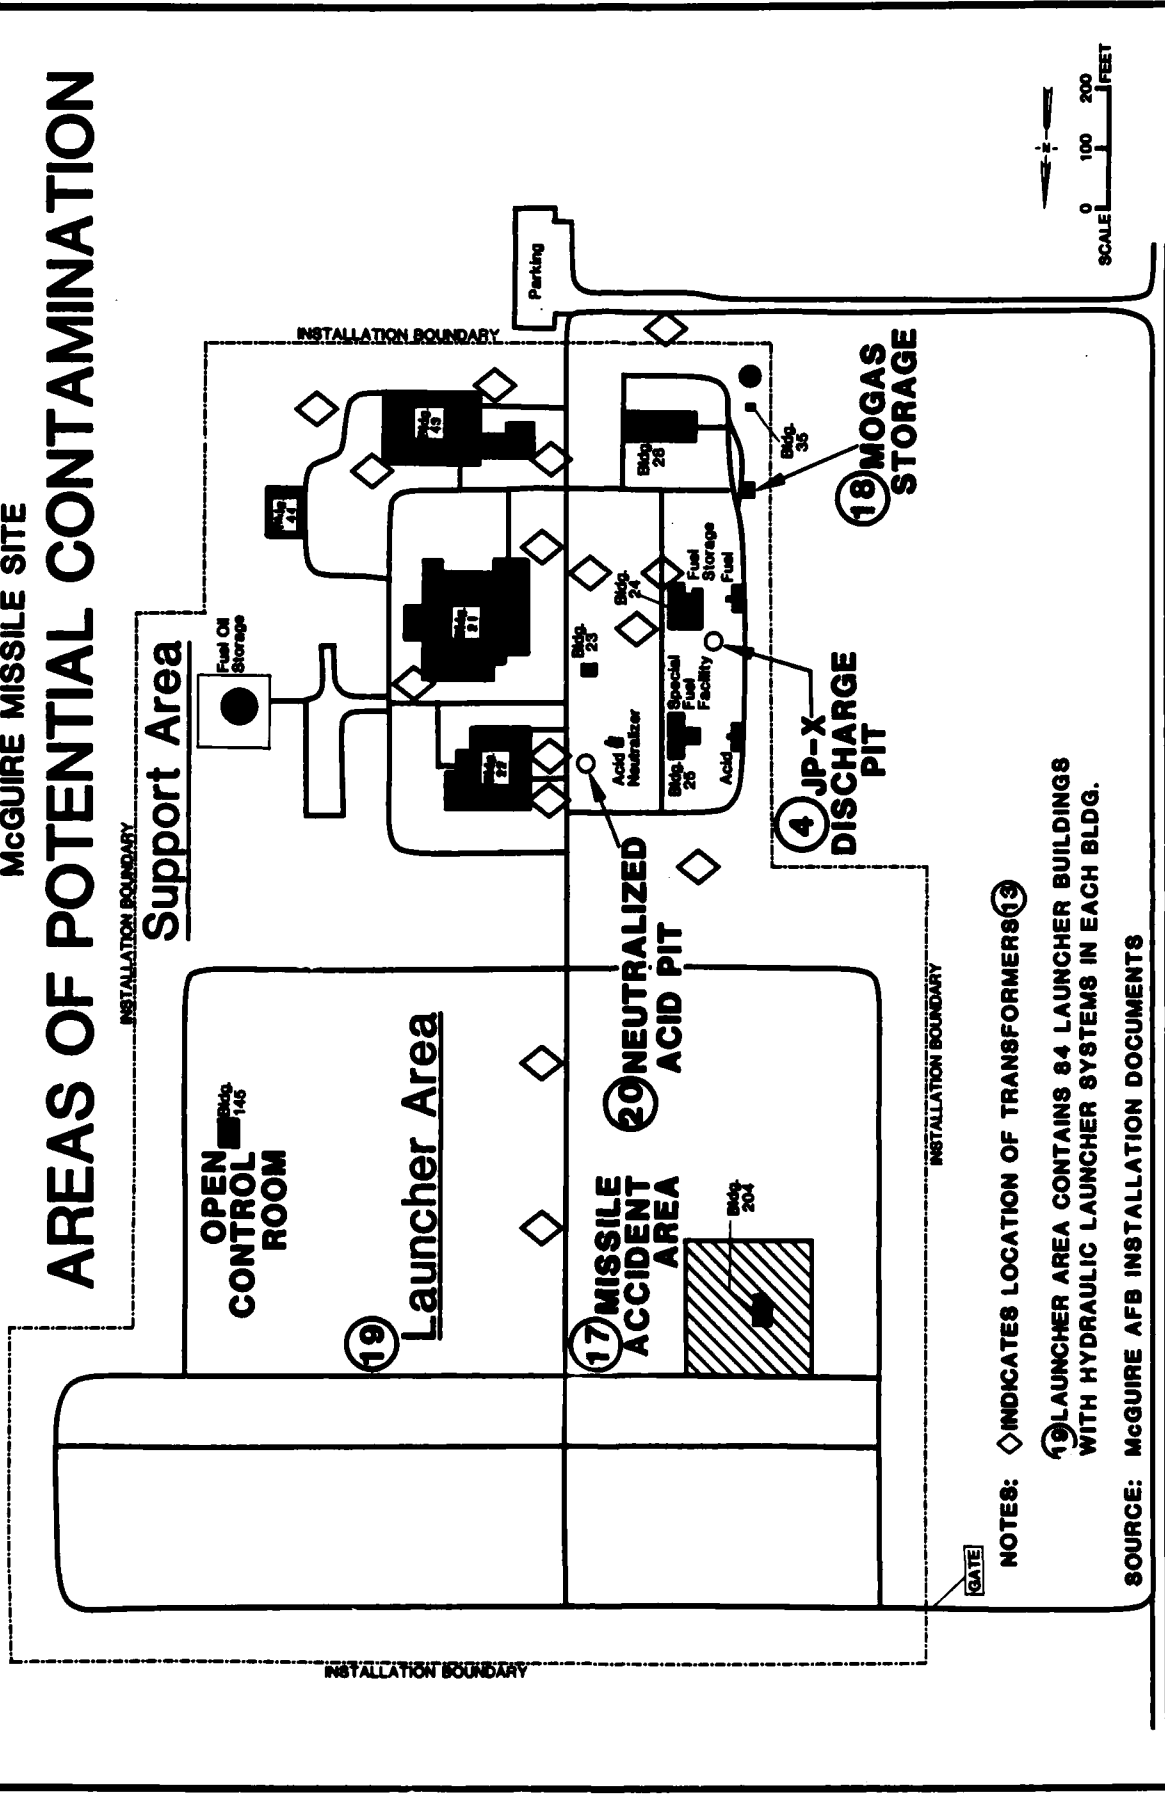 McGUIRE MISSILE SITE
AREAS OF POTENTIAL CONTAMINATION
INSTALLATION BOUNDARY
Support Area
Fuel Oil
Storage
INSTALLATION BOUNDARY
Bldg.
44
Bldg.
43
Bldg.
21
Bldg.
22
Parking
OPEN
CONTROL
ROOM
Bldg.
145
19
Launcher Area
Bldg.
23
Acid
Neutralizer
Bldg.
24
Fuel
Storage
Fuel
Bldg.
25
Special
Fuel
Facility
Acid
Bldg.
28
Bldg.
35
18 MOGAS
STORAGE
4 JP-X
DISCHARGE
PIT
20 NEUTRALIZED
ACID PIT
17 MISSILE
ACCIDENT
AREA
Bldg.
204
INSTALLATION BOUNDARY
INSTALLATION BOUNDARY
GATE
0 100 200
SCALE FEET
N
NOTES: ◇ INDICATES LOCATION OF TRANSFORMERS 13
19 LAUNCHER AREA CONTAINS 84 LAUNCHER BUILDINGS
WITH HYDRAULIC LAUNCHER SYSTEMS IN EACH BLDG.
SOURCE: McGUIRE AFB INSTALLATION DOCUMENTS